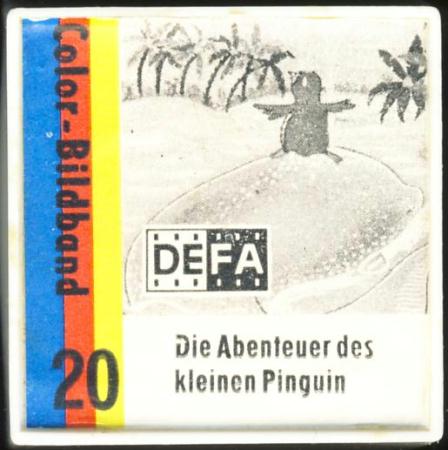 Color-Bildband
20
DEFA
Die Abenteuer des
kleinen Pinguin